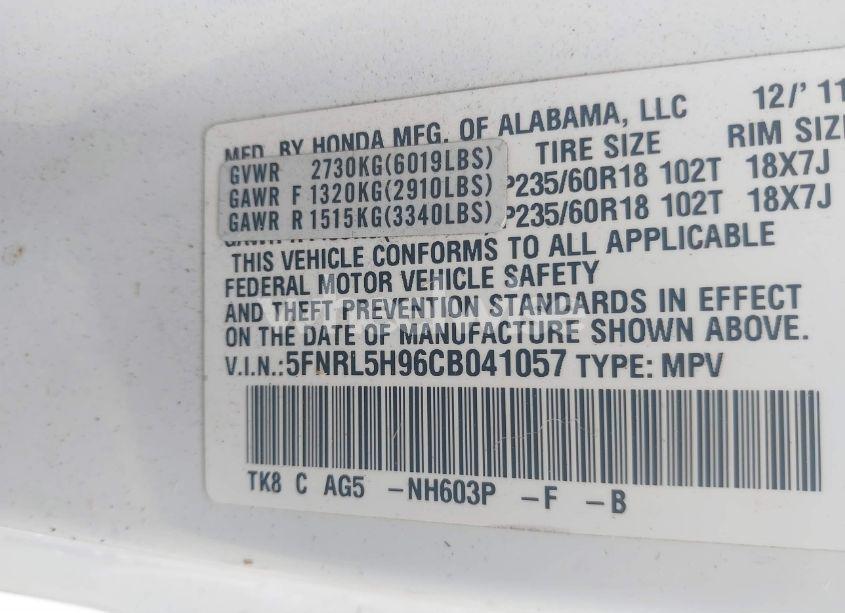 MFD. BY HONDA MFG. OF ALABAMA, LLC 12/'11
TIRE SIZE RIM SIZE
GVWR 2730KG(6019LBS)
GAWR F 1320KG(2910LBS) P235/60R18 102T 18X7J
GAWR R 1515KG(3340LBS) P235/60R18 102T 18X7J
THIS VEHICLE CONFORMS TO ALL APPLICABLE
FEDERAL MOTOR VEHICLE SAFETY
AND THEFT PREVENTION STANDARDS IN EFFECT
ON THE DATE OF MANUFACTURE SHOWN ABOVE.
V.I.N.:5FNRL5H96CB041057 TYPE: MPV
TK8 C AG5 -NH603P -F -B